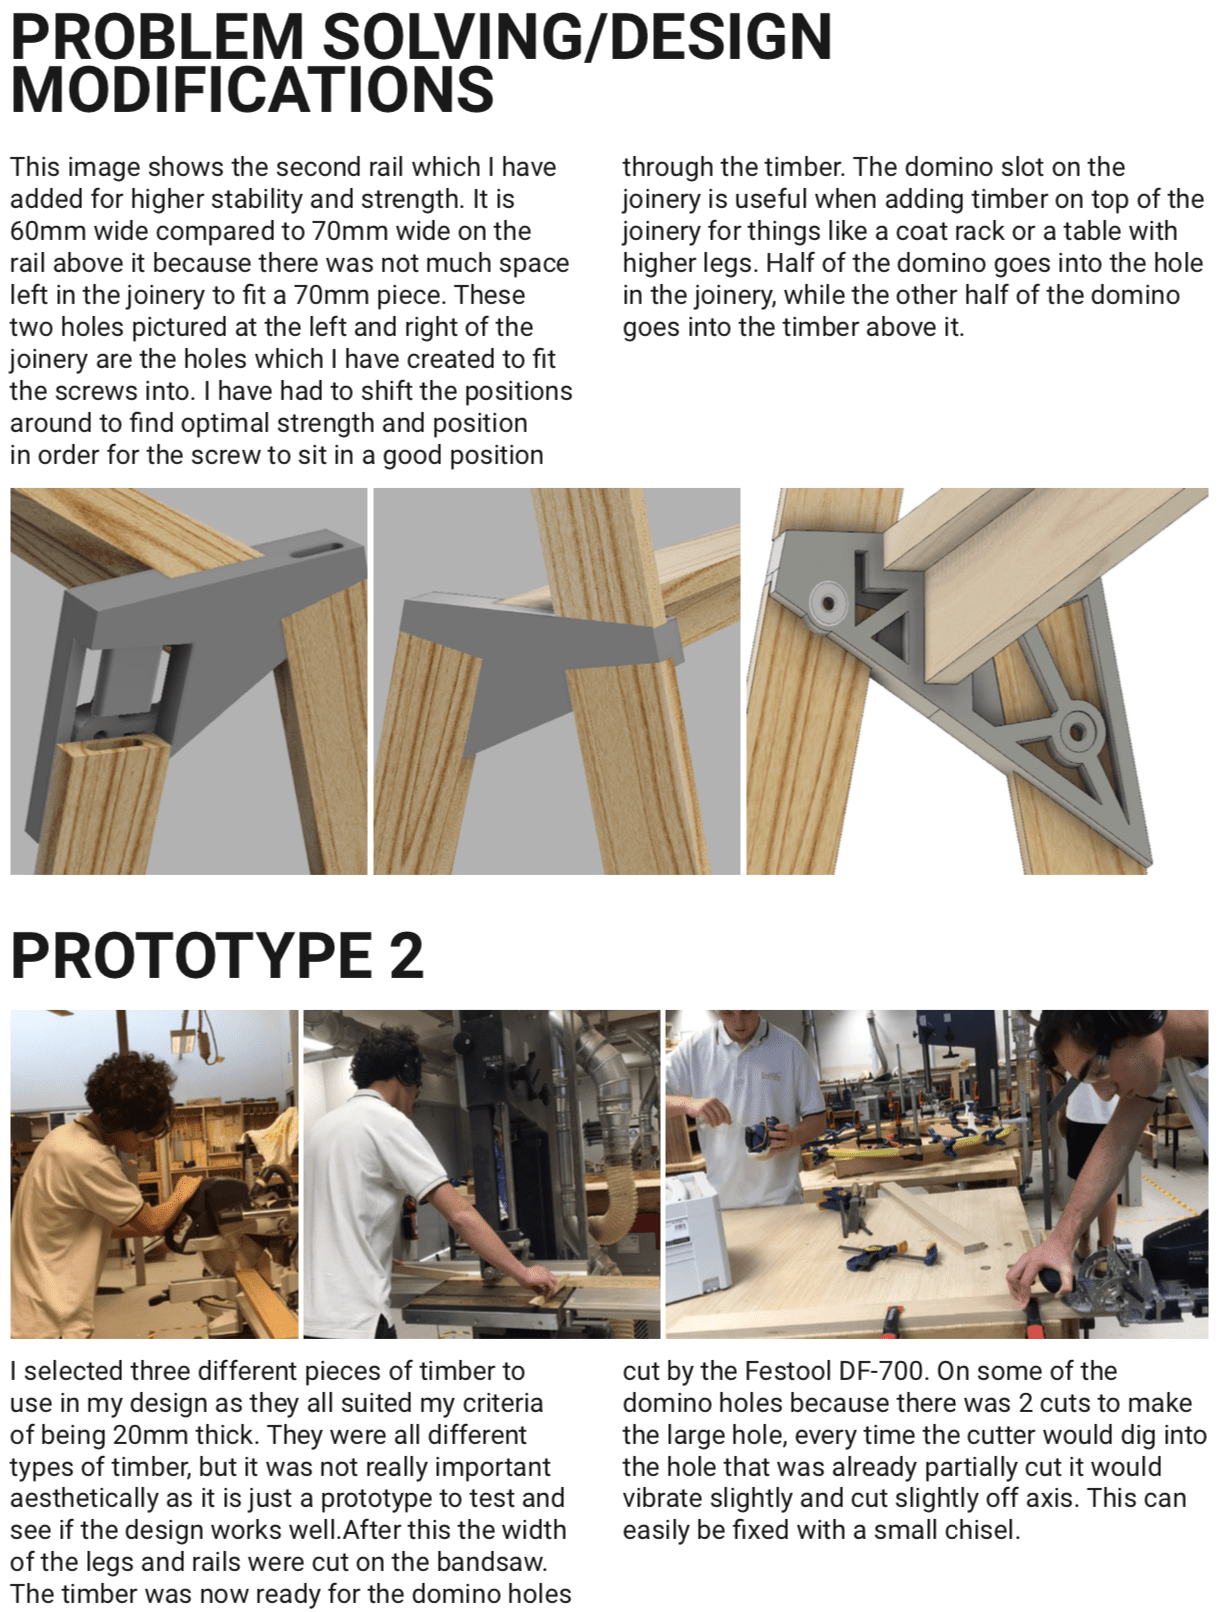 PROBLEM SOLVING/DESIGN
MODIFICATIONS
This image shows the second rail which I have
added for higher stability and strength. It is
60mm wide compared to 70mm wide on the
rail above it because there was not much space
left in the joinery to fit a 70mm piece. These
two holes pictured at the left and right of the
joinery are the holes which I have created to fit
the screws into. I have had to shift the positions
around to find optimal strength and position
in order for the screw to sit in a good position
through the timber. The domino slot on the
joinery is useful when adding timber on top of the
joinery for things like a coat rack or a table with
higher legs. Half of the domino goes into the hole
in the joinery, while the other half of the domino
goes into the timber above it.
PROTOTYPE 2
I selected three different pieces of timber to
use in my design as they all suited my criteria
of being 20mm thick. They were all different
types of timber, but it was not really important
aesthetically as it is just a prototype to test and
see if the design works well.After this the width
of the legs and rails were cut on the bandsaw.
The timber was now ready for the domino holes
cut by the Festool DF-700. On some of the
domino holes because there was 2 cuts to make
the large hole, every time the cutter would dig into
the hole that was already partially cut it would
vibrate slightly and cut slightly off axis. This can
easily be fixed with a small chisel.